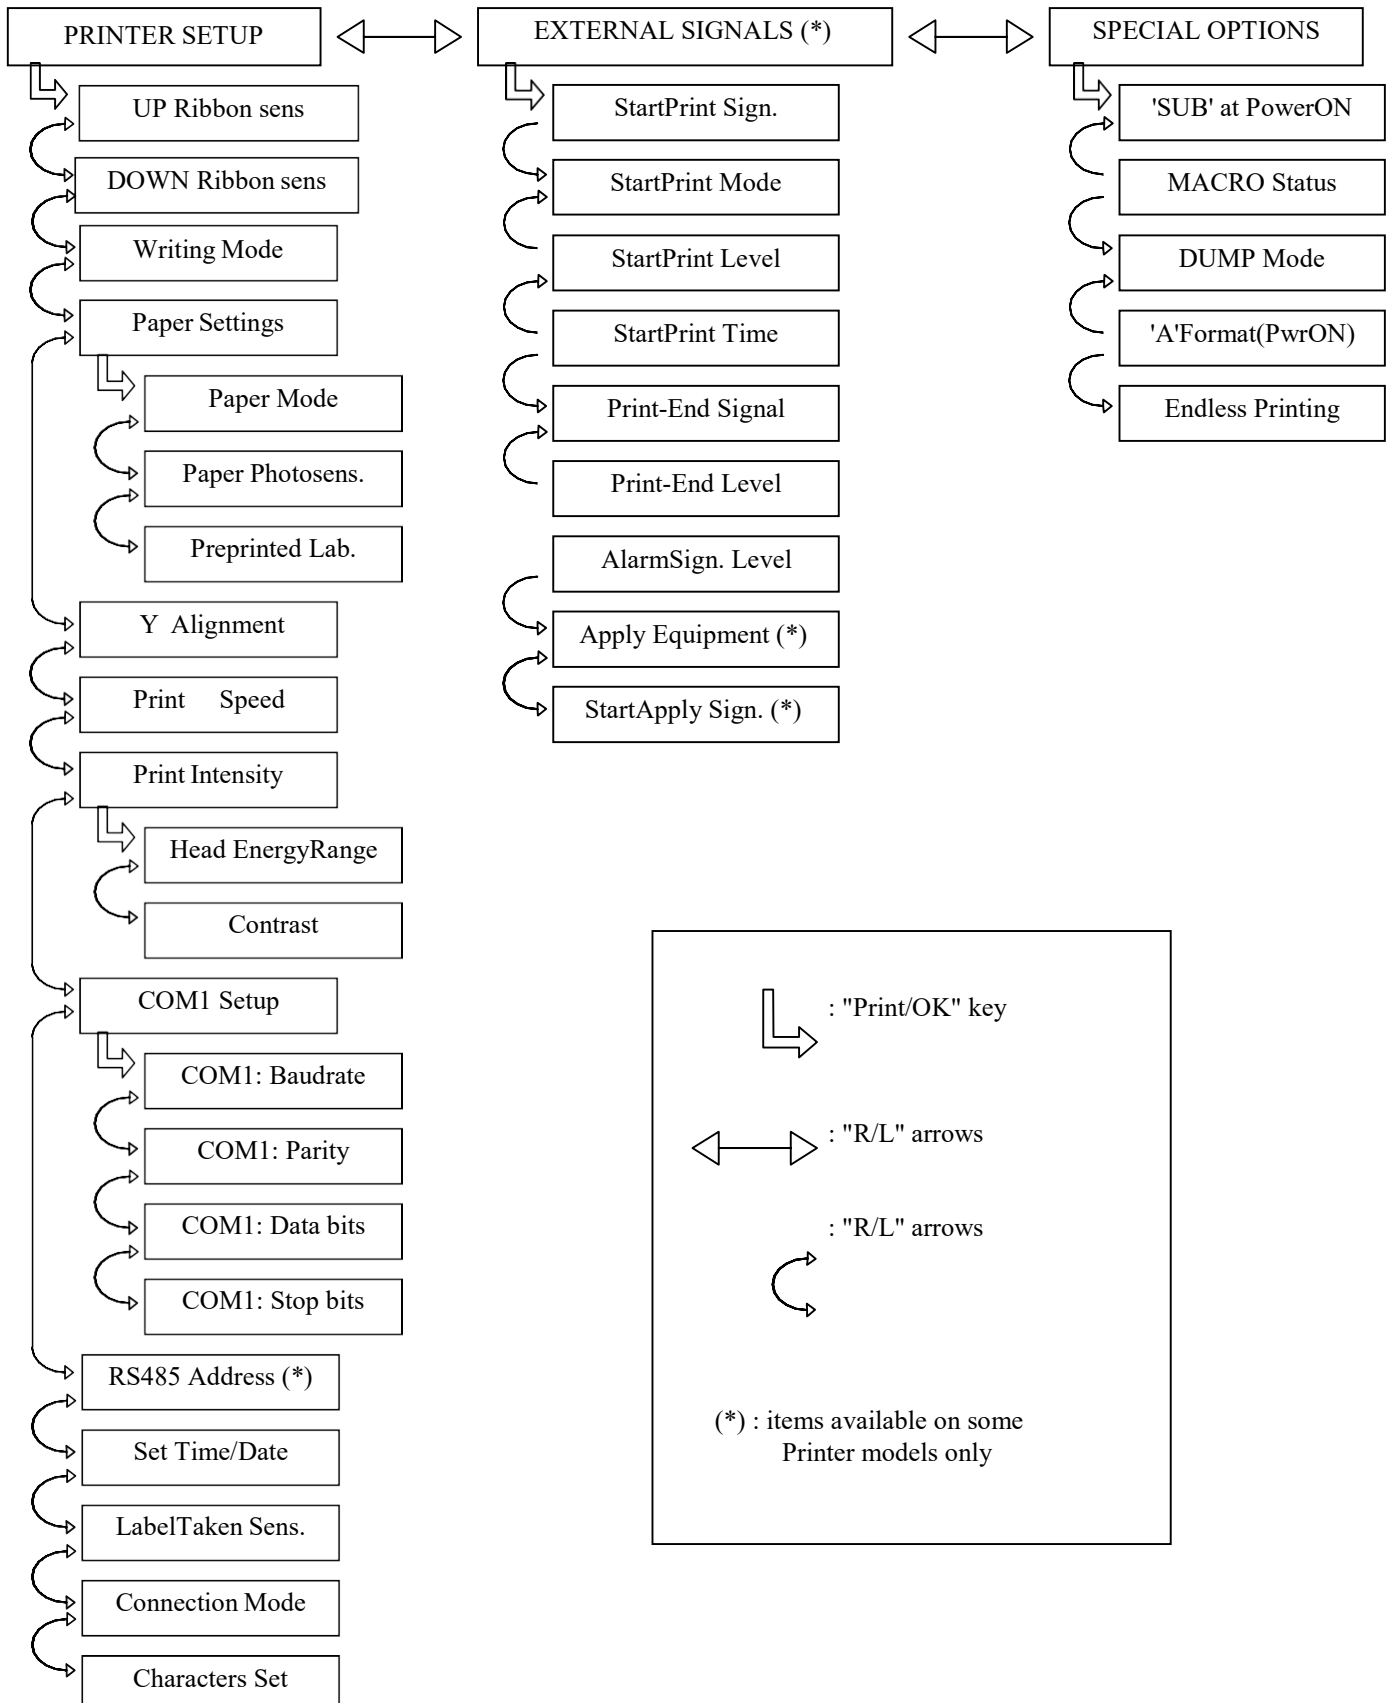 PRINTER SETUP
UP Ribbon sens
DOWN Ribbon sens
Writing Mode
Paper Settings
Paper Mode
Paper Photosens.
Preprinted Lab.
Y Alignment
Print Speed
Print Intensity
Head EnergyRange
Contrast
COM1 Setup
COM1: Baudrate
COM1: Parity
COM1: Data bits
COM1: Stop bits
RS485 Address (*)
Set Time/Date
LabelTaken Sens.
Connection Mode
Characters Set
EXTERNAL SIGNALS (*)
StartPrint Sign.
StartPrint Mode
StartPrint Level
StartPrint Time
Print-End Signal
Print-End Level
AlarmSign. Level
Apply Equipment (*)
StartApply Sign. (*)
SPECIAL OPTIONS
'SUB' at PowerON
MACRO Status
DUMP Mode
'A'Format(PwrON)
Endless Printing
: "Print/OK" key
: "R/L" arrows
: "R/L" arrows
(*) : items available on some
Printer models only